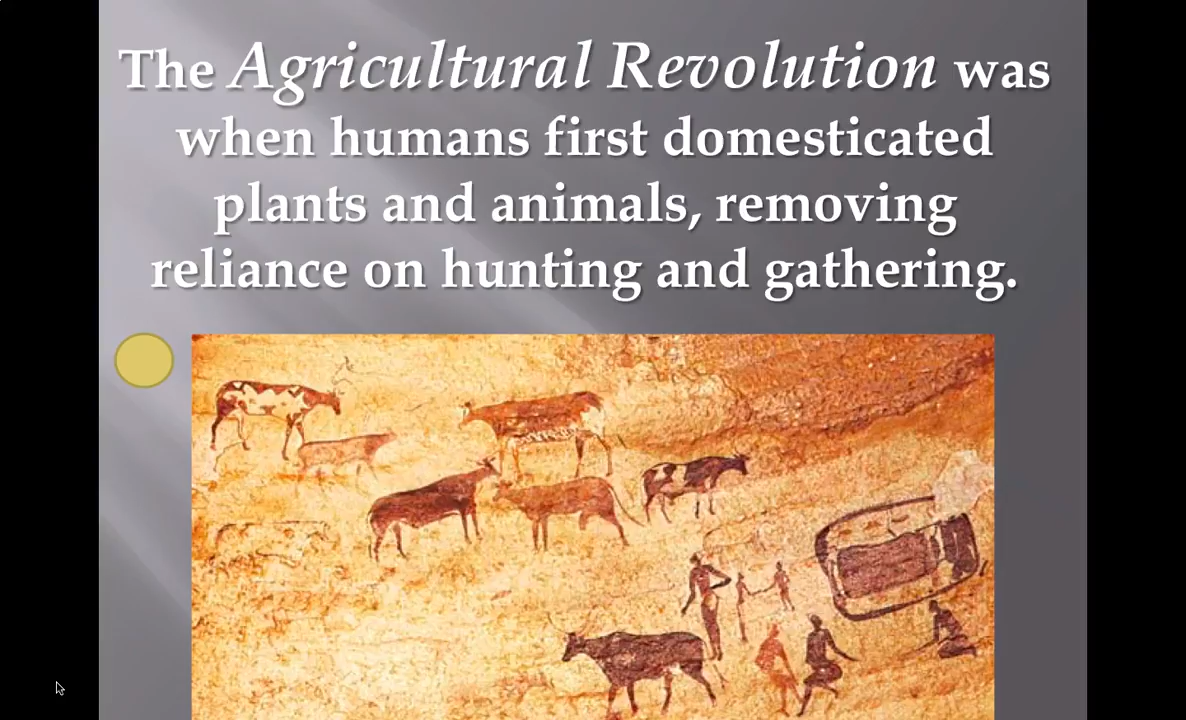 The Agricultural Revolution was
when humans first domesticated
plants and animals, removing
reliance on hunting and gathering.